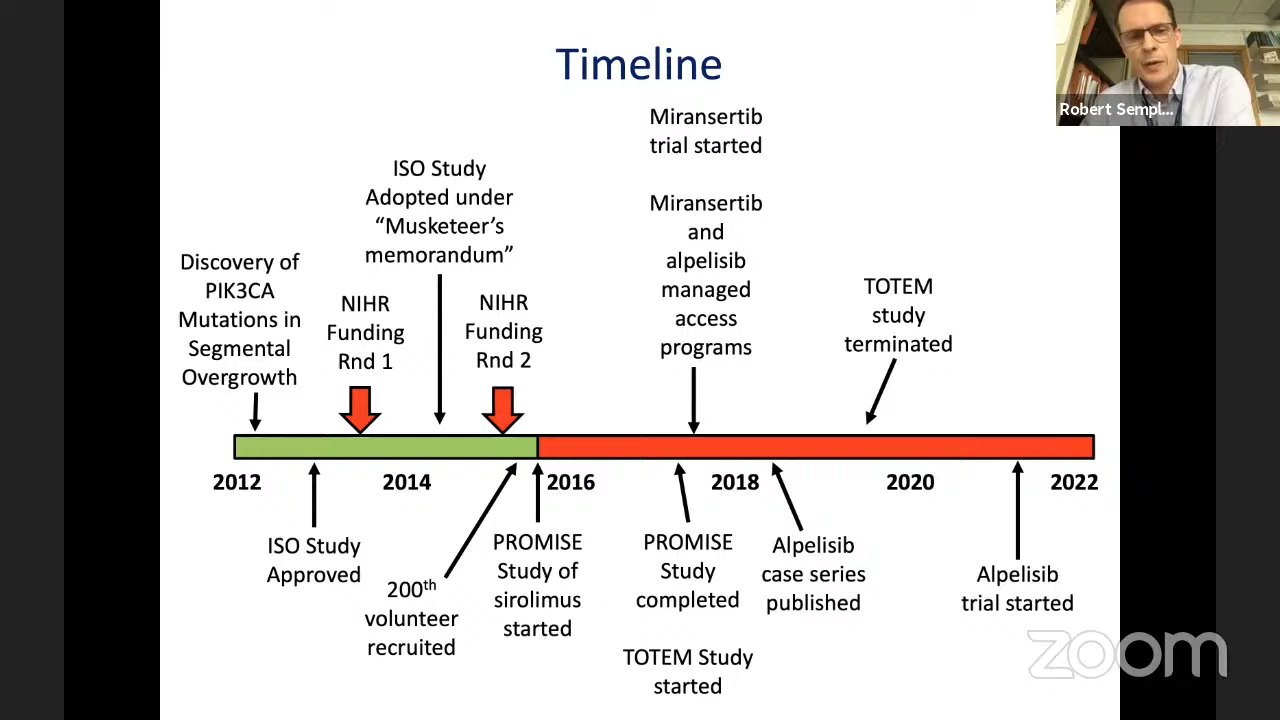 Timeline
Robert Sempl...
Miransertib
trial started
ISO Study
Adopted under
“Musketeer’s
memorandum”
Miransertib
and
alpelisib
managed
access
programs
Discovery of
PIK3CA
Mutations in
Segmental
Overgrowth
NIHR
Funding
Rnd 1
NIHR
Funding
Rnd 2
TOTEM
study
terminated
2012
2014
2016
2018
2020
2022
ISO Study
Approved
200th
volunteer
recruited
PROMISE
Study of
sirolimus
started
PROMISE
Study
completed
TOTEM Study
started
Alpelisib
case series
published
Alpelisib
trial started
zoom